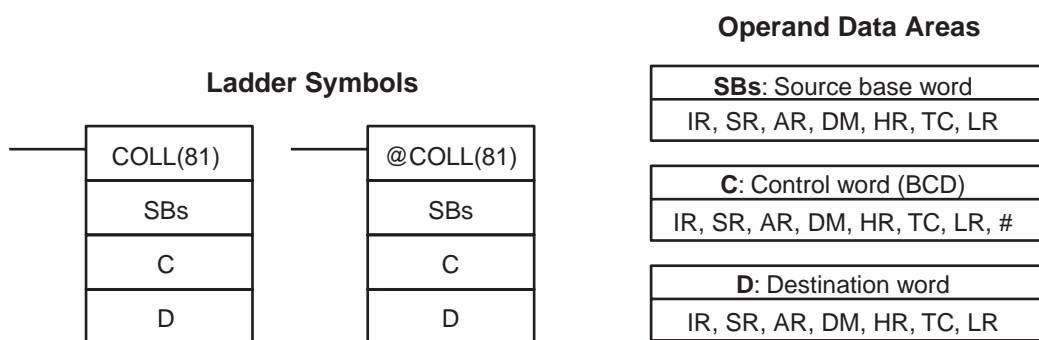 Ladder Symbols
COLL(81)
SBs
C
D
@COLL(81)
SBs
C
D
Operand Data Areas
SBs: Source base word
IR, SR, AR, DM, HR, TC, LR
C: Control word (BCD)
IR, SR, AR, DM, HR, TC, LR, #
D: Destination word
IR, SR, AR, DM, HR, TC, LR